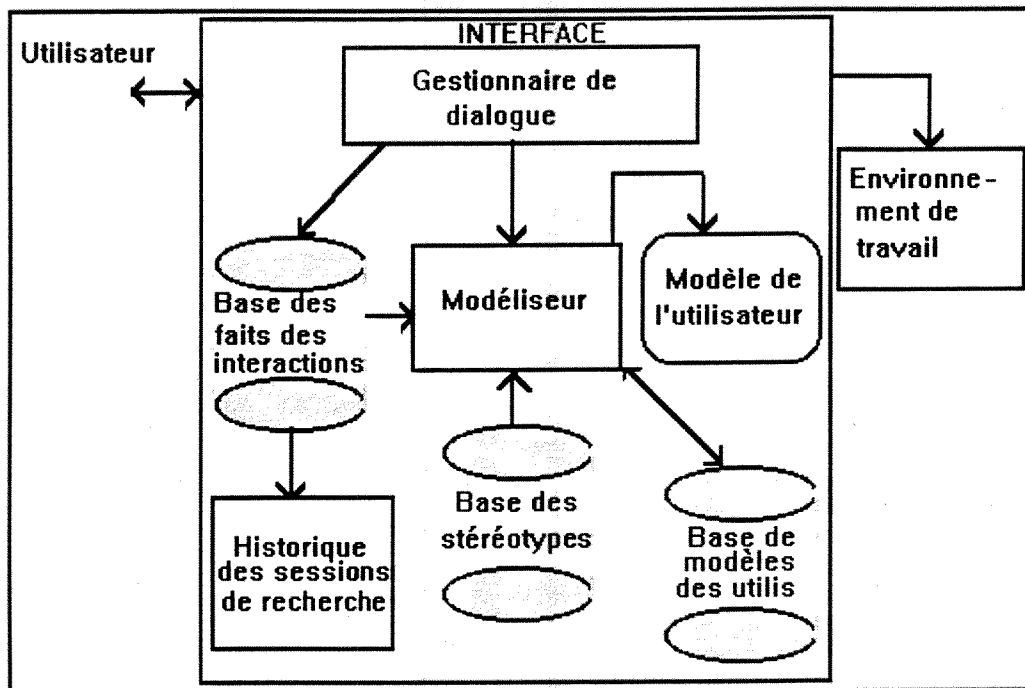 INTERFACE
Utilisateur
Gestionnaire de
dialogue
Environne-
ment de
travail
Modèle de
l'utilisateur
Modéliseur
Base des
faits des
interactions
Base des
stéréotypes
Base de
modèles
des utilis
Historique
des sessions
de recherche